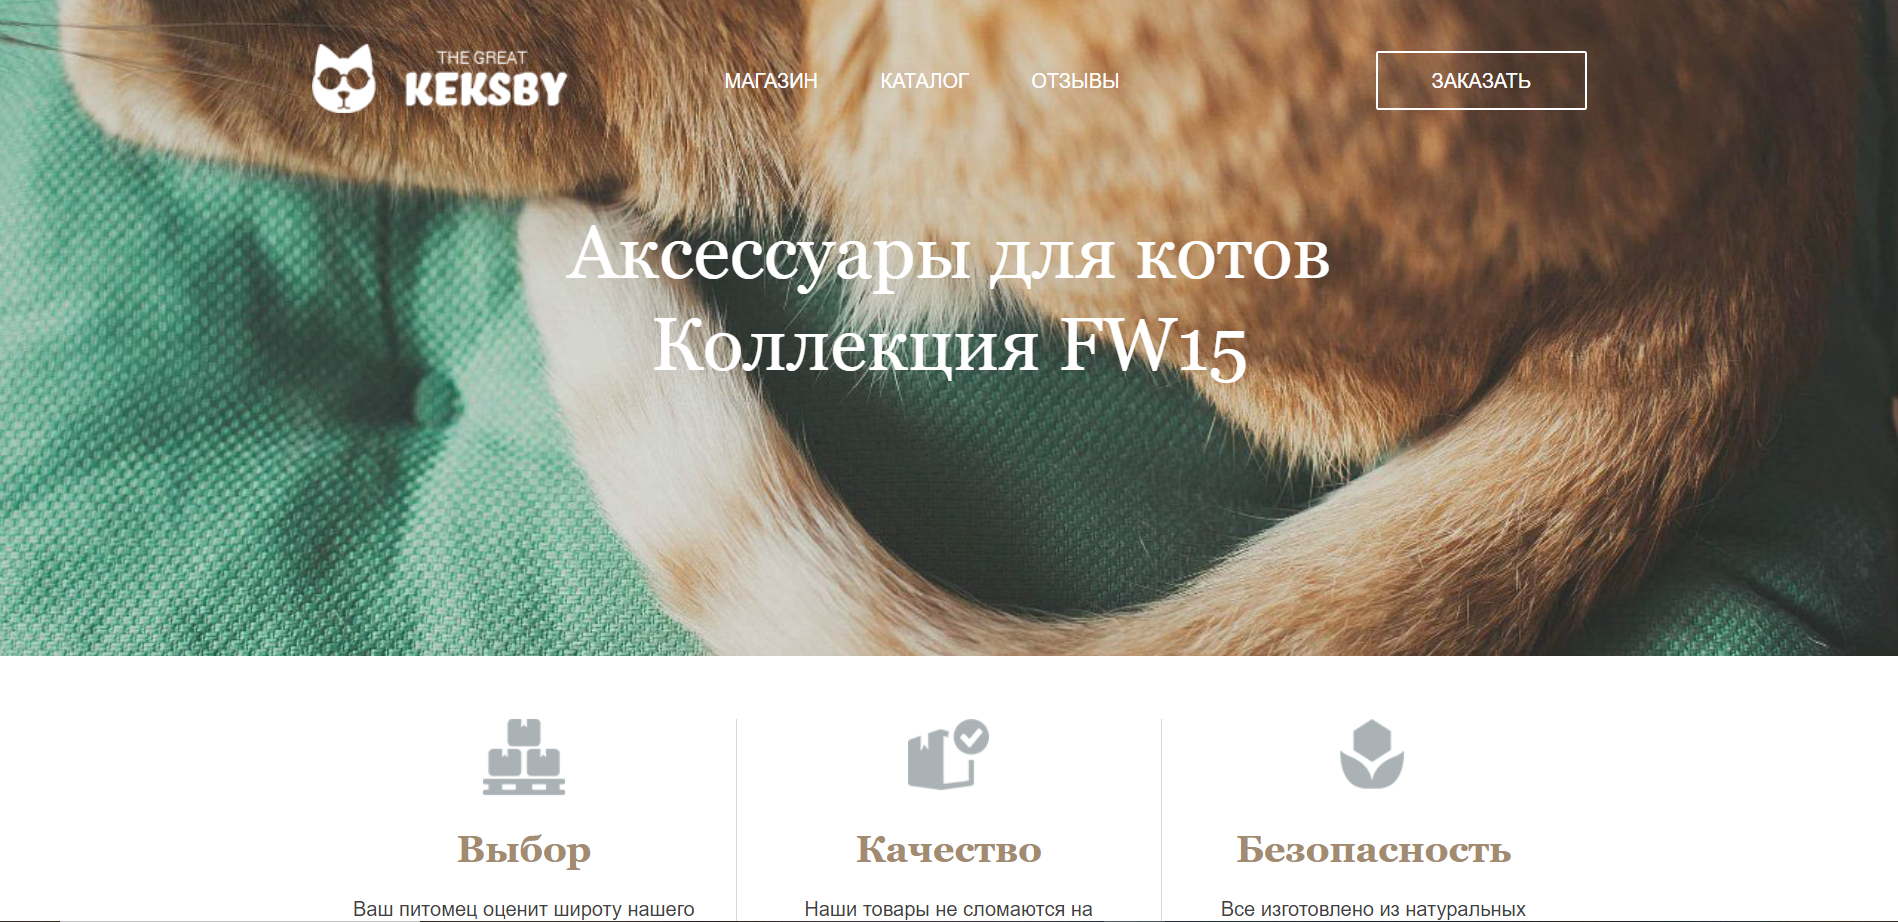 THE GREAT
KEKSBY
МАГАЗИН
КАТАЛОГ
ОТЗЫВЫ
ЗАКАЗАТЬ
Аксессуары для котов
Коллекция FW15
Выбор
Ваш питомец оценит широту нашего
Качество
Наши товары не сломаются на
Безопасность
Все изготовлено из натуральных